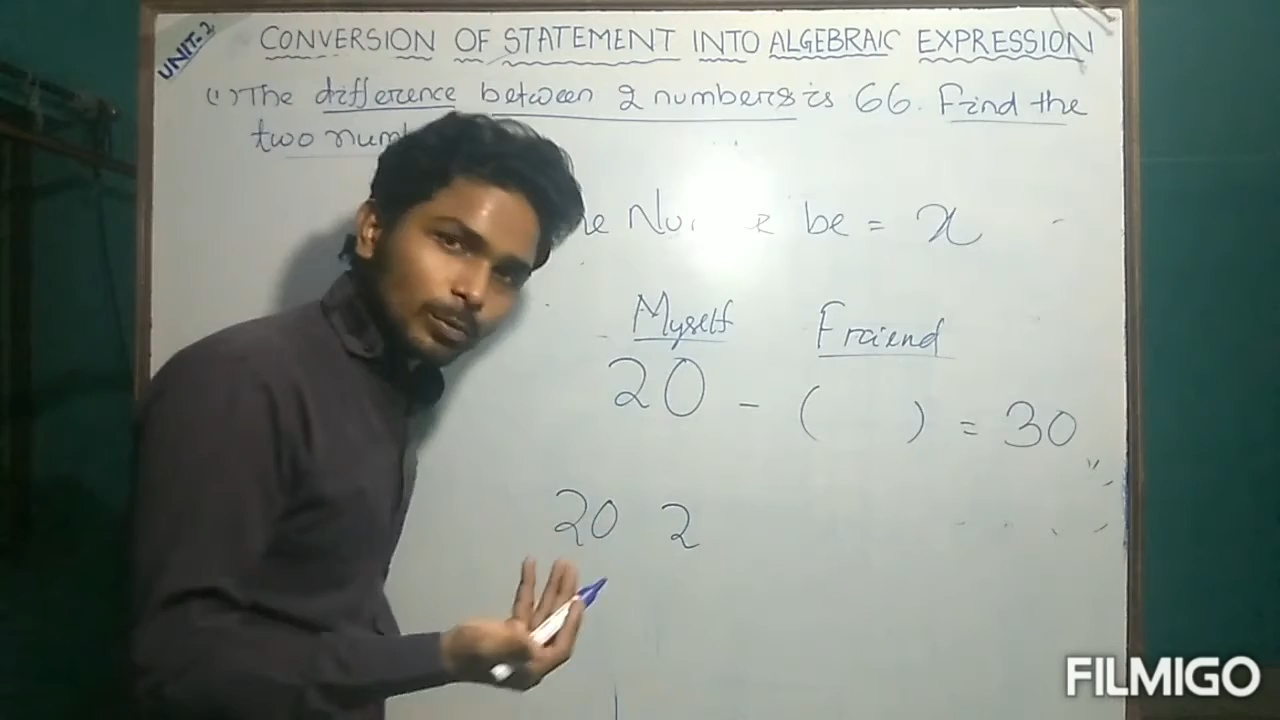 UNIT-2
CONVERSION OF STATEMENT INTO ALGEBRAIC EXPRESSION
(1) The difference between 2 numbers is 66. Find the
two
be = x
Myself Fraiend
20 - ( ) = 30
20 2
FILMIGO